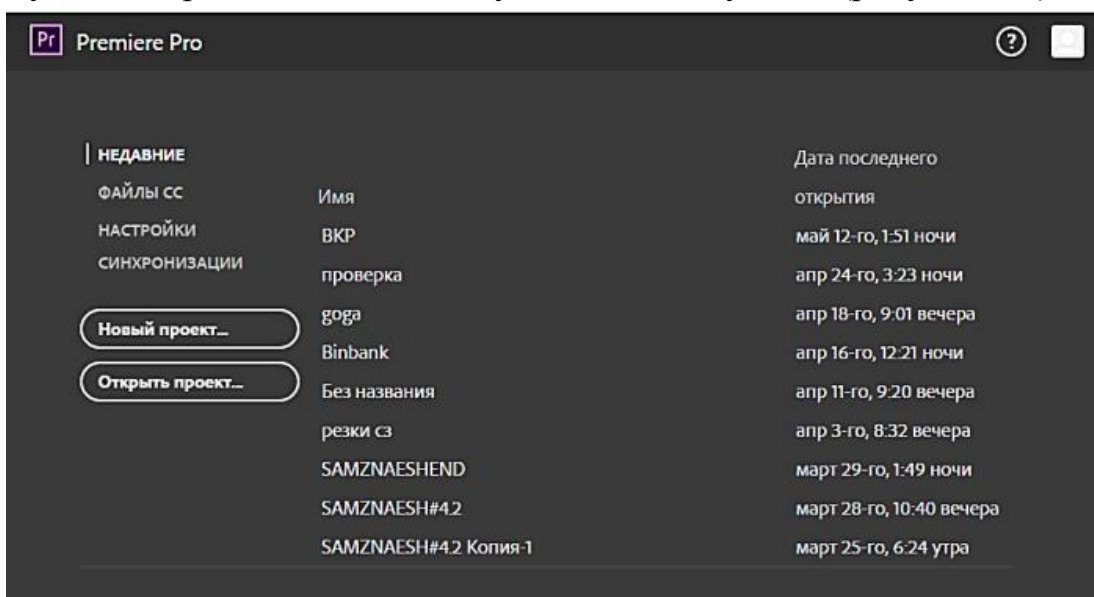 Pr Premiere Pro
НЕДАВНИЕ
ФАЙЛЫ CC
НАСТРОЙКИ
СИНХРОНИЗАЦИИ
Новый проект...
Открыть проект...
Имя
Дата последнего
открытия
ВКР
май 12-го, 1:51 ночи
проверка
апр 24-го, 3:23 ночи
goga
апр 18-го, 9:01 вечера
Binbank
апр 16-го, 12:21 ночи
Без названия
апр 11-го, 9:20 вечера
резки сз
апр 3-го, 8:32 вечера
SAMZNAESHEND
март 29-го, 1:49 ночи
SAMZNAESH#4.2
март 28-го, 10:40 вечера
SAMZNAESH#4.2 Копия-1
март 25-го, 6:24 утра